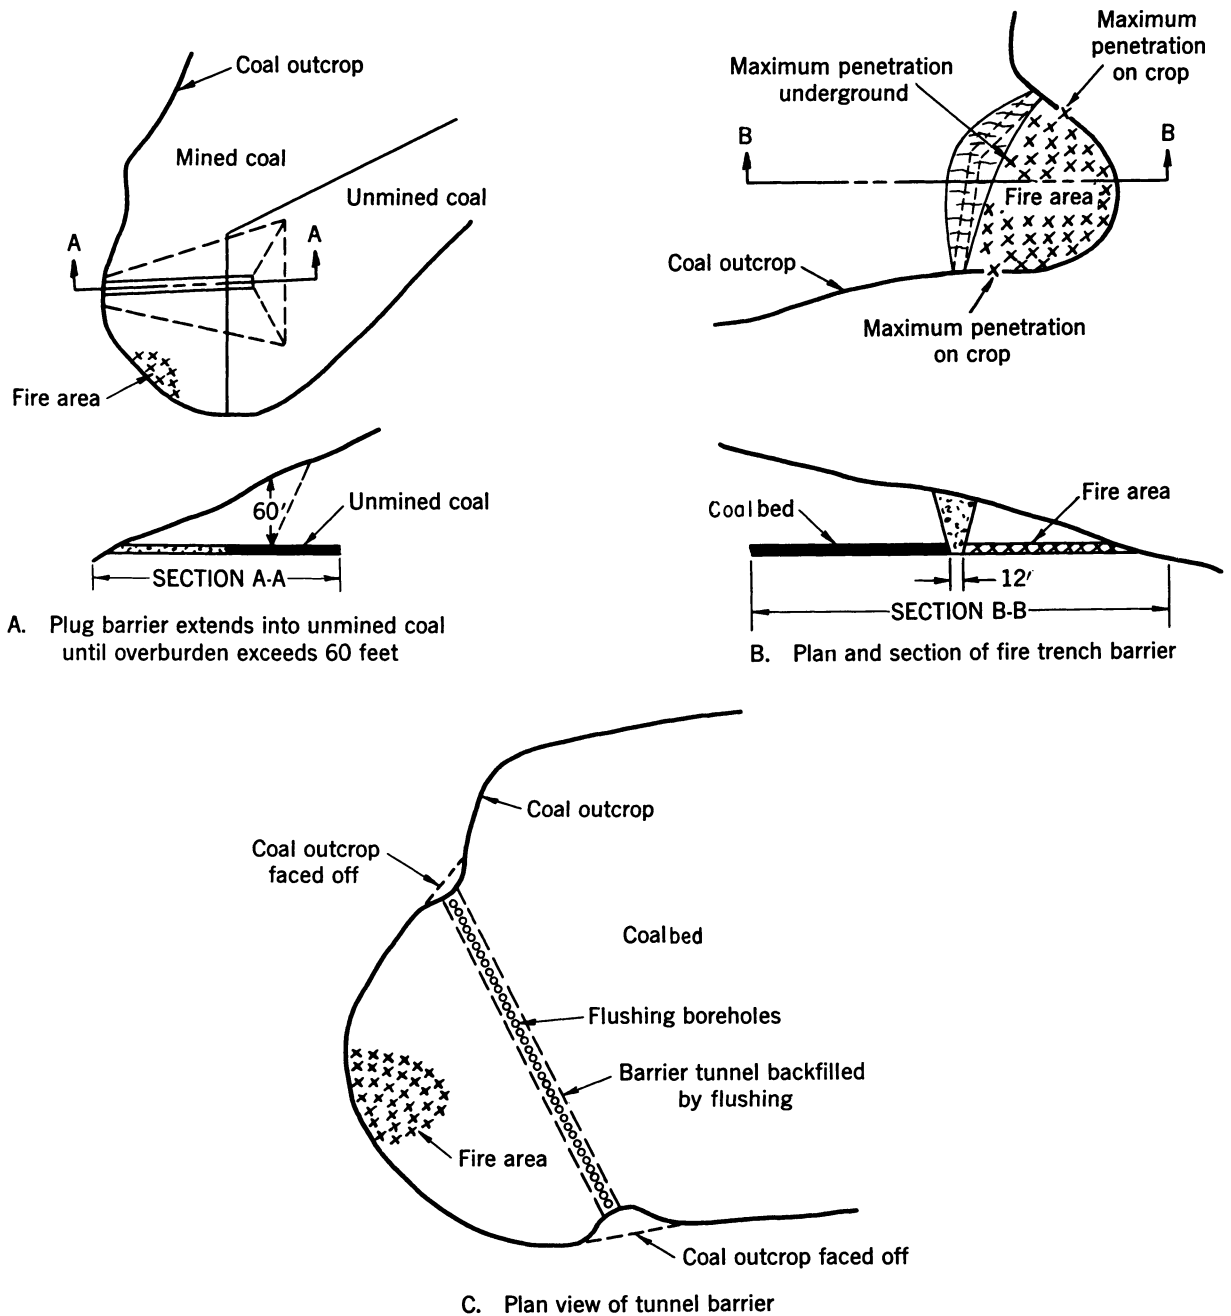 Coal outcrop
Mined coal
Unmined coal
A
A
Fire area
60'
Unmined coal
SECTION A-A
A. Plug barrier extends into unmined coal
until overburden exceeds 60 feet
Maximum
penetration
on crop
Maximum penetration
underground
B
B
Fire area
Coal outcrop
Maximum penetration
on crop
Fire area
Coal bed
12'
SECTION B-B
B. Plan and section of fire trench barrier
Coal outcrop
Coal outcrop
faced off
Coal bed
Flushing boreholes
Barrier tunnel backfilled
by flushing
Fire area
Coal outcrop faced off
C. Plan view of tunnel barrier